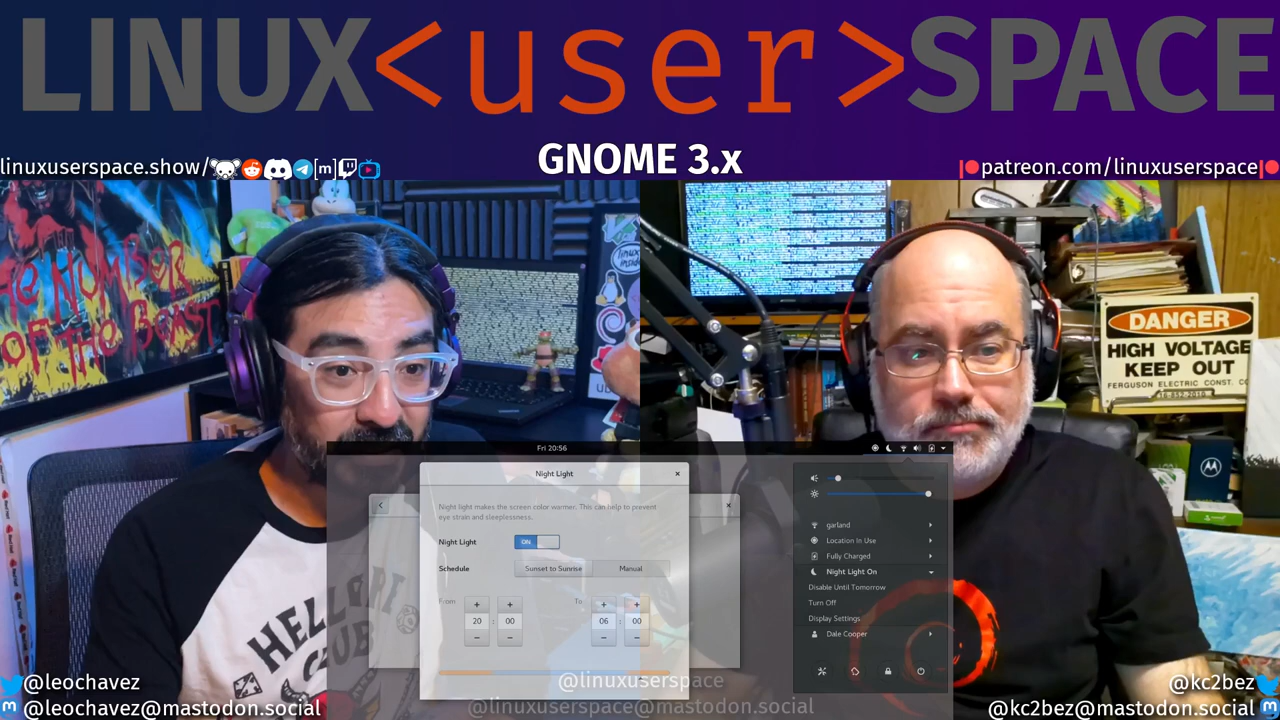 LINUX<user>SPACE
GNOME 3.x
linuxuserspace.show/
[m]
patreon.com/linuxuserspace
THE NUMBER
OF THE BEAST
linux
DANGER
HIGH VOLTAGE
KEEP OUT
FERGUSON ELECTRIC CONST. CO
Fri 20:56
Night Light
Night light makes the screen color warmer. This can help to prevent
eye strain and sleeplessness.
Night Light ON
Schedule Sunset to Sunrise Manual
From To
+ + + +
20 : 00 06 : 00
− − − −
garland
Location In Use
Fully Charged
Night Light On
Disable Until Tomorrow
Turn Off
Display Settings
Dale Cooper
HELLFIRE
CLUB
@leochavez
@leochavez@mastodon.social
@linuxuserspace
@linuxuserspace@mastodon.social
@kc2bez
@kc2bez@mastodon.social